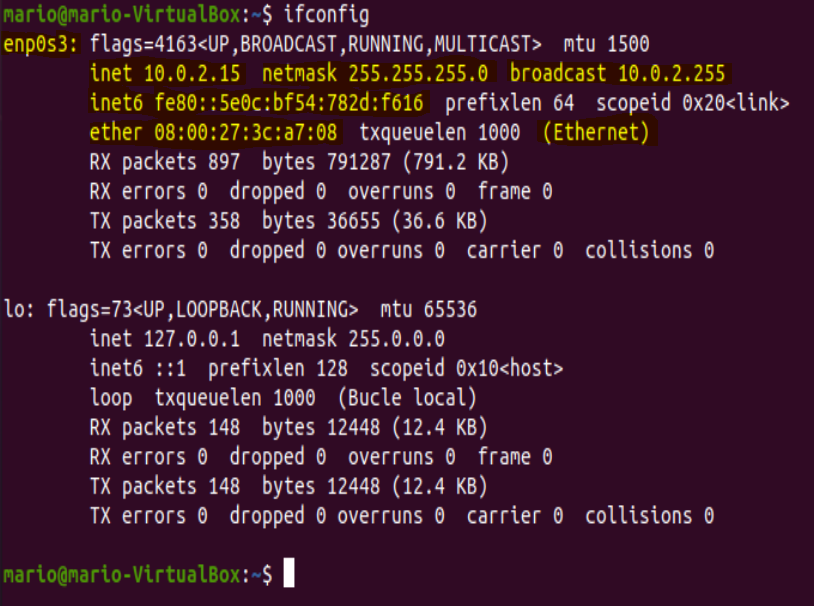 mario@mario-VirtualBox:~$ ifconfig
enp0s3: flags=4163<UP,BROADCAST,RUNNING,MULTICAST>  mtu 1500
        inet 10.0.2.15  netmask 255.255.255.0  broadcast 10.0.2.255
        inet6 fe80::5e0c:bf54:782d:f616  prefixlen 64  scopeid 0x20<link>
        ether 08:00:27:3c:a7:08  txqueuelen 1000  (Ethernet)
        RX packets 897  bytes 791287 (791.2 KB)
        RX errors 0  dropped 0  overruns 0  frame 0
        TX packets 358  bytes 36655 (36.6 KB)
        TX errors 0  dropped 0 overruns 0  carrier 0  collisions 0
lo: flags=73<UP,LOOPBACK,RUNNING>  mtu 65536
        inet 127.0.0.1  netmask 255.0.0.0
        inet6 ::1  prefixlen 128  scopeid 0x10<host>
        loop  txqueuelen 1000  (Bucle local)
        RX packets 148  bytes 12448 (12.4 KB)
        RX errors 0  dropped 0  overruns 0  frame 0
        TX packets 148  bytes 12448 (12.4 KB)
        TX errors 0  dropped 0 overruns 0  carrier 0  collisions 0
mario@mario-VirtualBox:~$